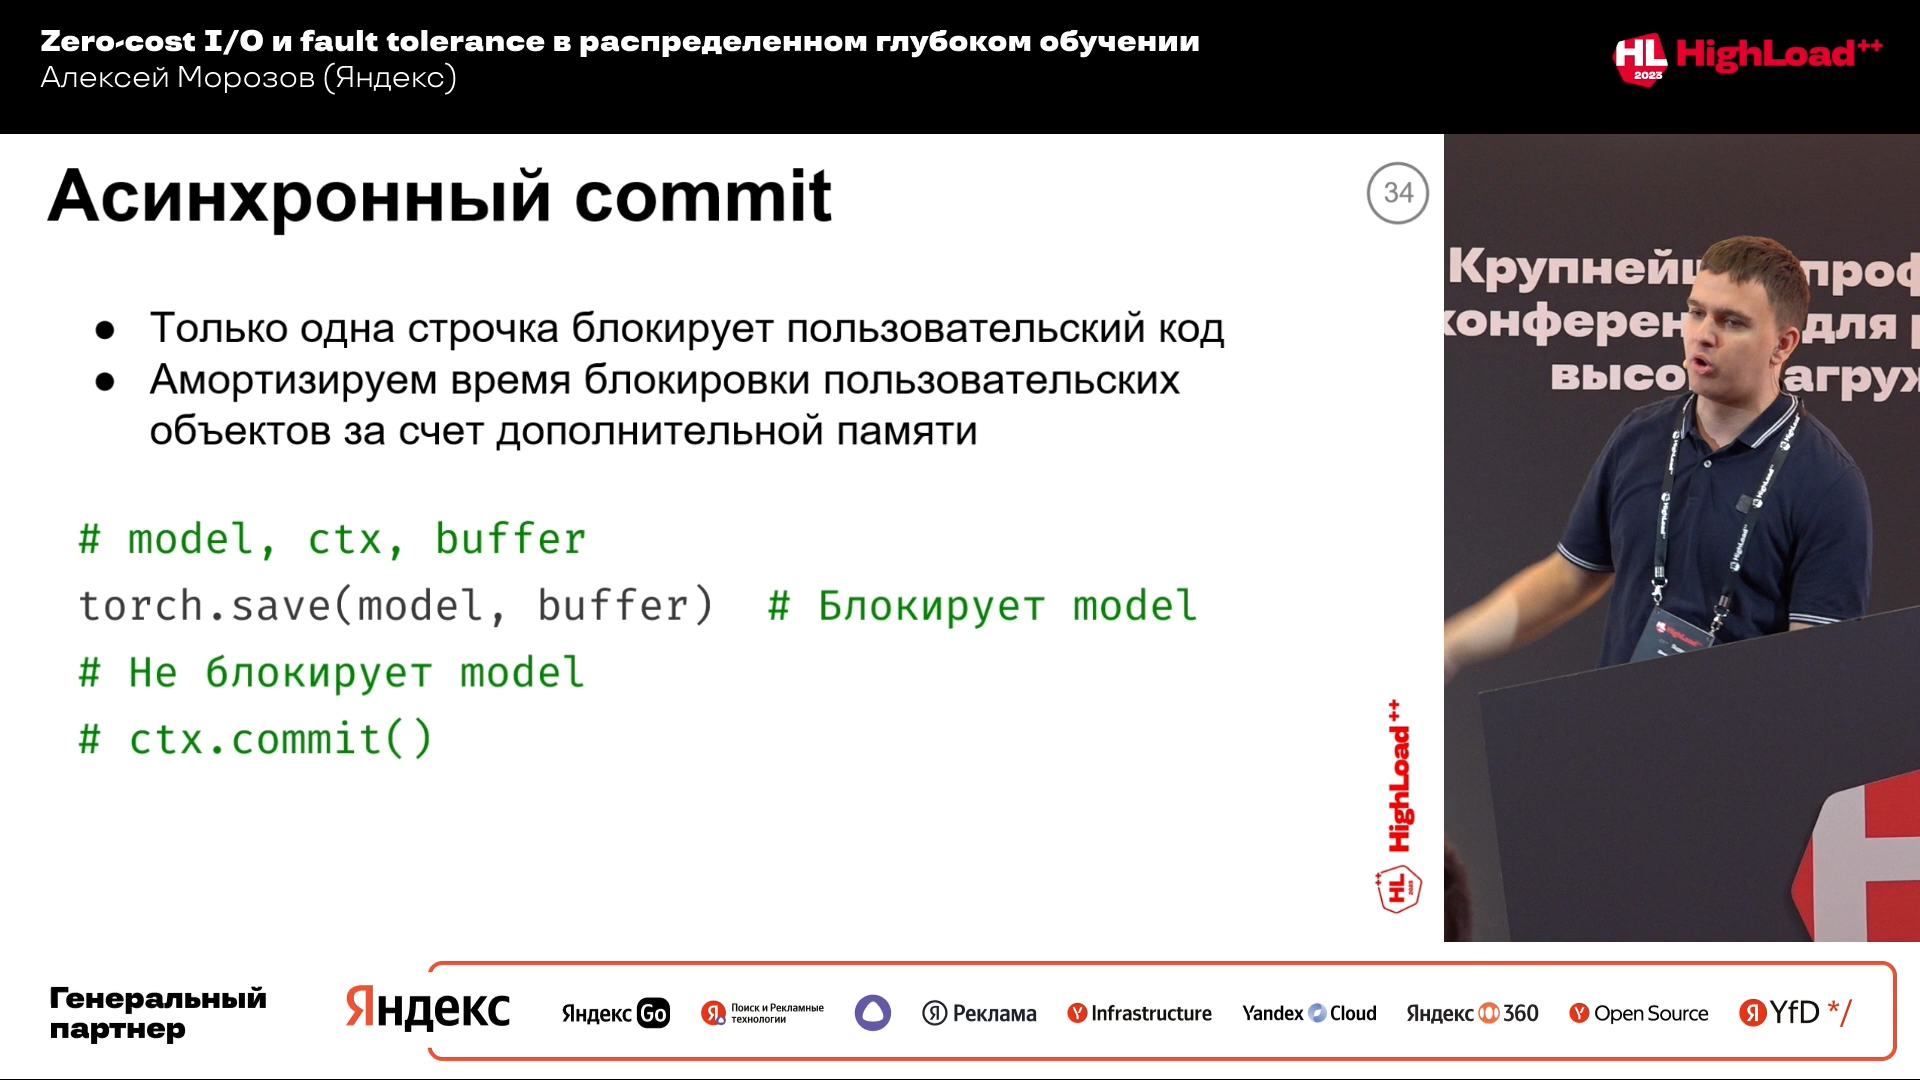 Zero-cost I/O и fault tolerance в распределенном глубоком обучении
Алексей Морозов (Яндекс)
HL
2023
HighLoad++
Асинхронный commit
34
● Только одна строчка блокирует пользовательский код
● Амортизируем время блокировки пользовательских
объектов за счет дополнительной памяти
# model, ctx, buffer
torch.save(model, buffer)  # Блокирует model
# Не блокирует model
# ctx.commit()
HighLoad++
HL
Генеральный
партнер
Яндекс
Яндекс Go
Поиск и Рекламные
технологии
Я Реклама
Y Infrastructure
Yandex Cloud
Яндекс 360
Y Open Source
Я YfD */